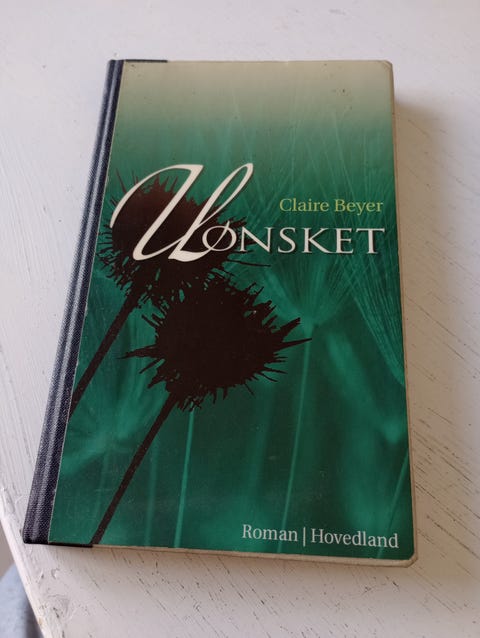 Claire Beyer
UØNSKET
Roman | Hovedland